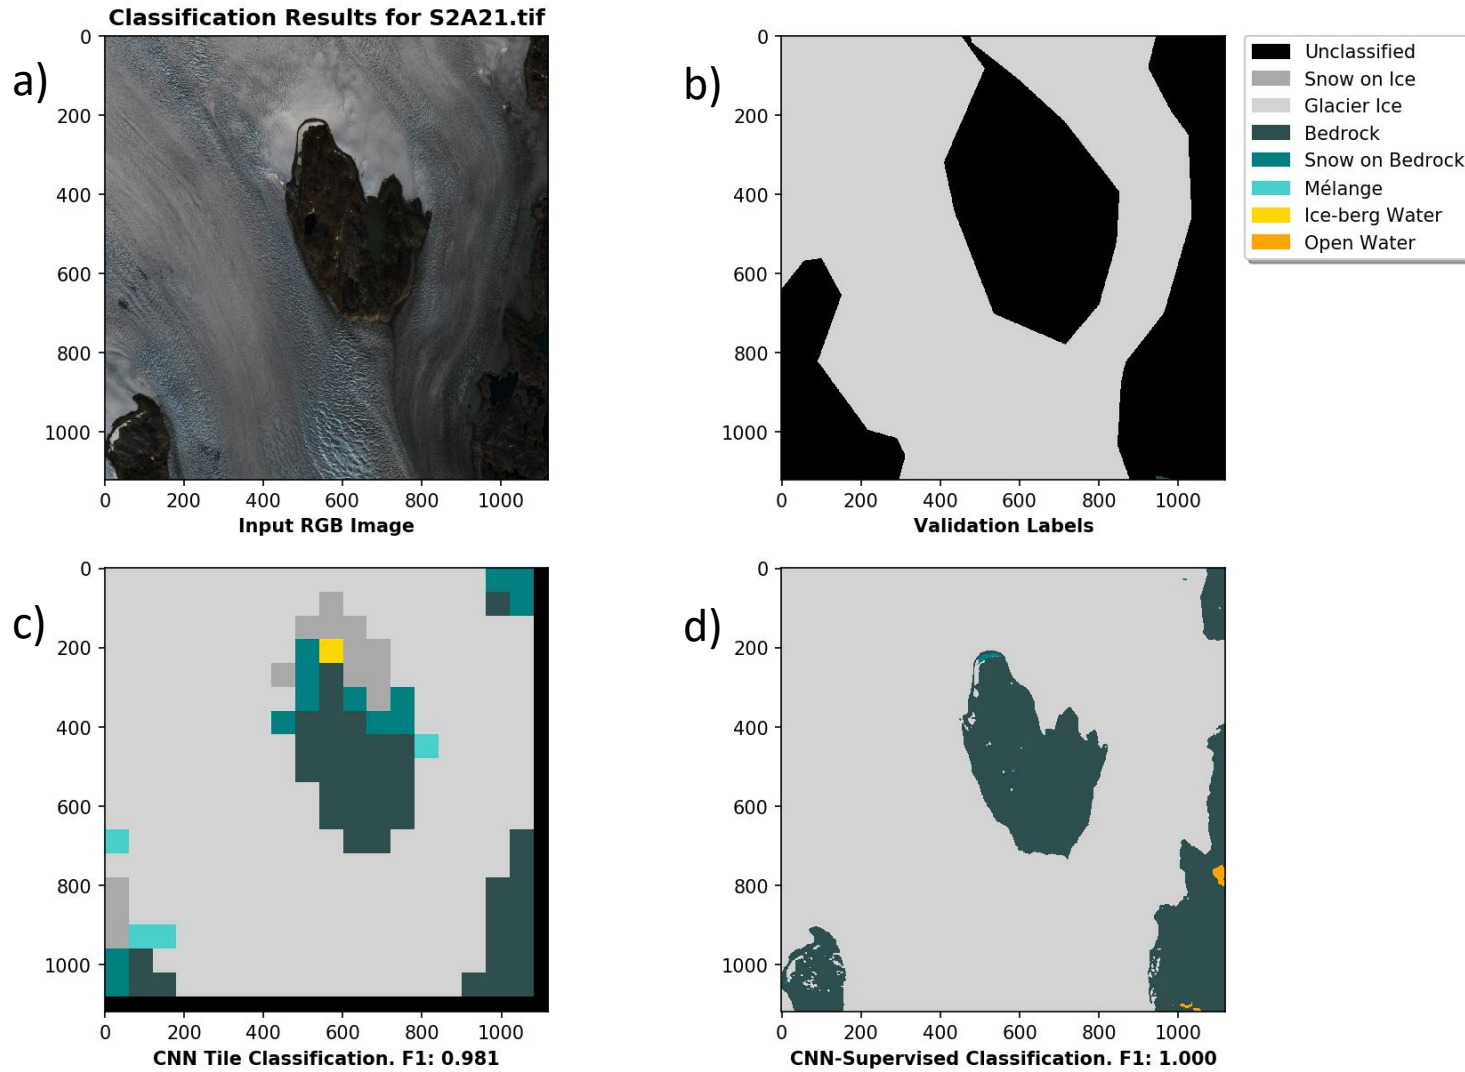 Classification Results for S2A21.tif
a)
0
200
400
600
800
1000
0 200 400 600 800 1000
Input RGB Image
b)
0
200
400
600
800
1000
0 200 400 600 800 1000
Validation Labels
Unclassified
Snow on Ice
Glacier Ice
Bedrock
Snow on Bedrock
Mélange
Ice-berg Water
Open Water
c)
0
200
400
600
800
1000
0 200 400 600 800 1000
CNN Tile Classification. F1: 0.981
d)
0
200
400
600
800
1000
0 200 400 600 800 1000
CNN-Supervised Classification. F1: 1.000